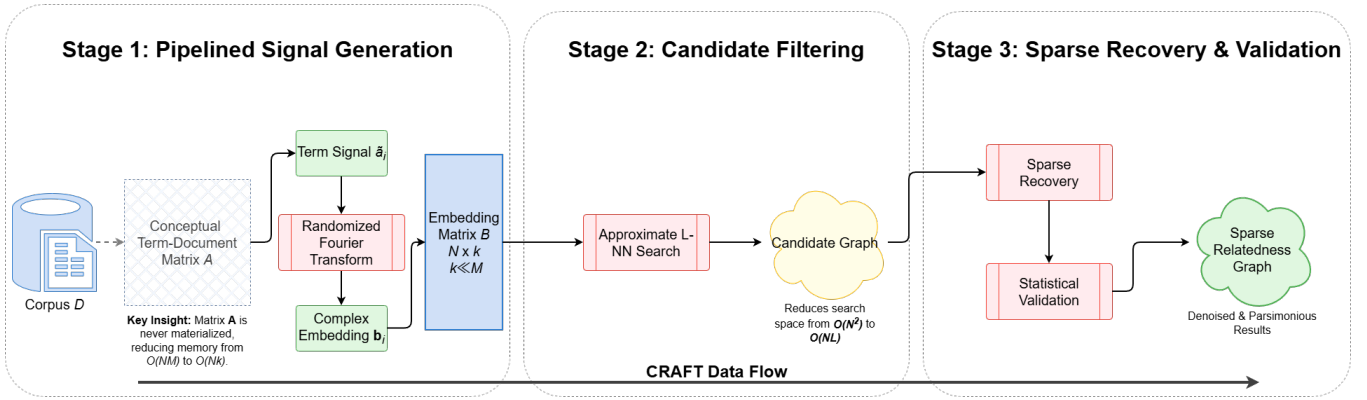 Stage 1: Pipelined Signal Generation
Corpus D
Conceptual
Term-Document
Matrix A
Key Insight: Matrix A is
never materialized,
reducing memory from
O(NM) to O(Nk).
Term Signal ãᵢ
Randomized
Fourier
Transform
Complex
Embedding bᵢ
Embedding
Matrix B
N x k
k≪M
Stage 2: Candidate Filtering
Approximate L-
NN Search
Candidate Graph
Reduces search
space from O(N²) to
O(NL)
Stage 3: Sparse Recovery & Validation
Sparse
Recovery
Statistical
Validation
Sparse
Relatedness
Graph
Denoised & Parsimonious
Results
CRAFT Data Flow